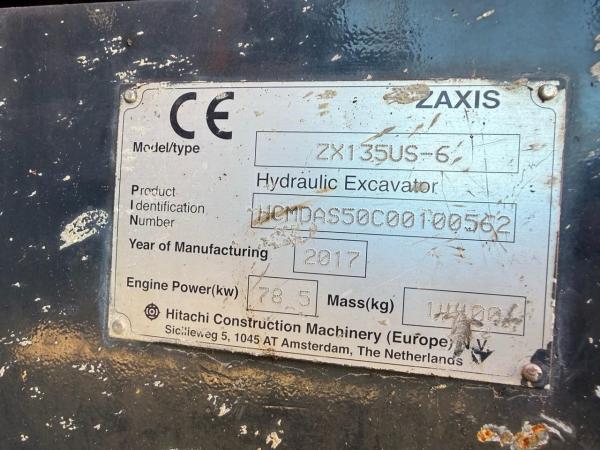 CE ZAXIS
Model/type ZX135US-6
Hydraulic Excavator
Product
Identification
Number HCMDAS50C00100562
Year of Manufacturing 2017
Engine Power(kw) 78.5 Mass(kg)
Hitachi Construction Machinery (Europe) N.V.
Sicilieweg 5, 1045 AT Amsterdam, The Netherlands